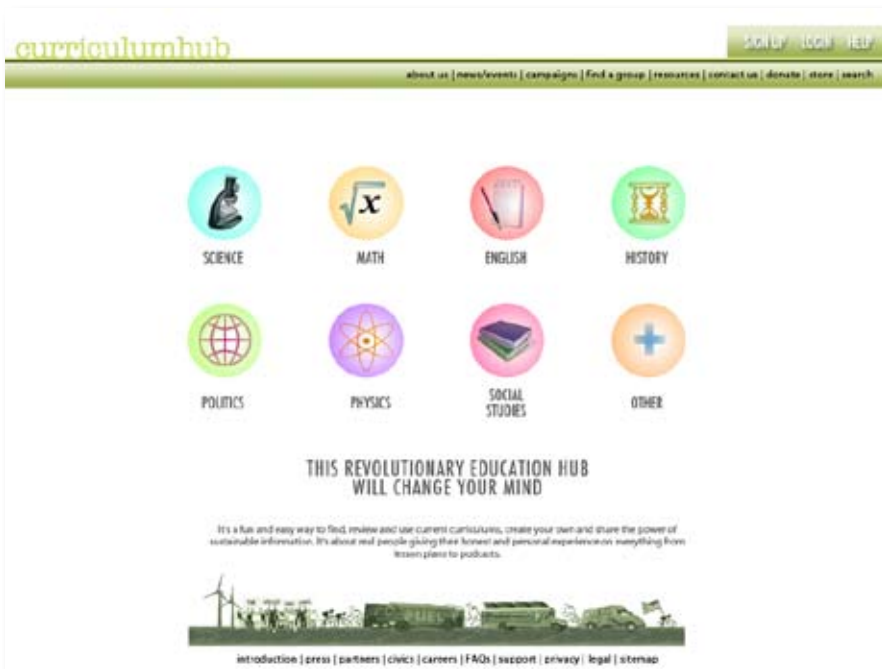 curriculumhub
SIGN UP LOGIN HELP
about us | news/events | campaigns | find a group | resources | contact us | donate | store | search
x
SCIENCE MATH ENGLISH HISTORY
POLITICS PHYSICS SOCIAL STUDIES OTHER
THIS REVOLUTIONARY EDUCATION HUB
WILL CHANGE YOUR MIND
It's a fun and easy way to find, review and use current curriculums, create your own and share the power of
sustainable information. It's about real people giving their honest and personal experience on everything from
lesson plans to podcasts.
introduction | press | partners | civics | careers | FAQs | support | privacy | legal | sitemap